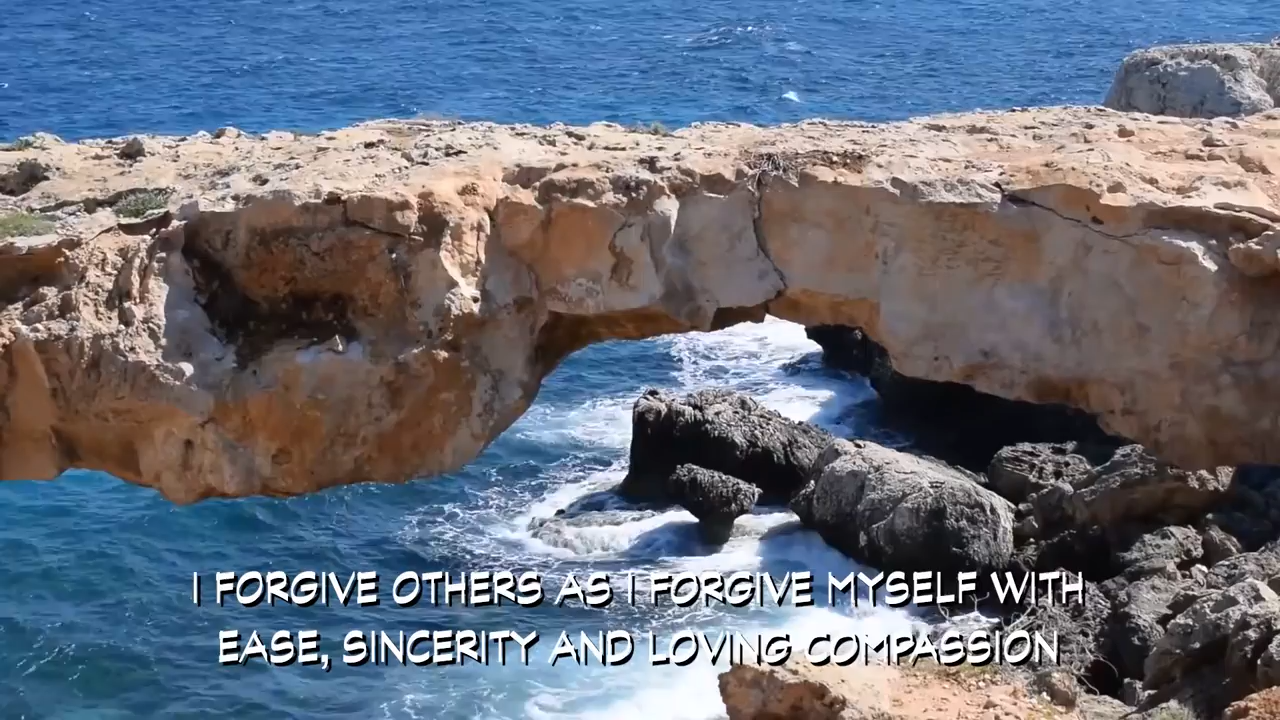 I FORGIVE OTHERS AS I FORGIVE MYSELF WITH
EASE, SINCERITY AND LOVING COMPASSION